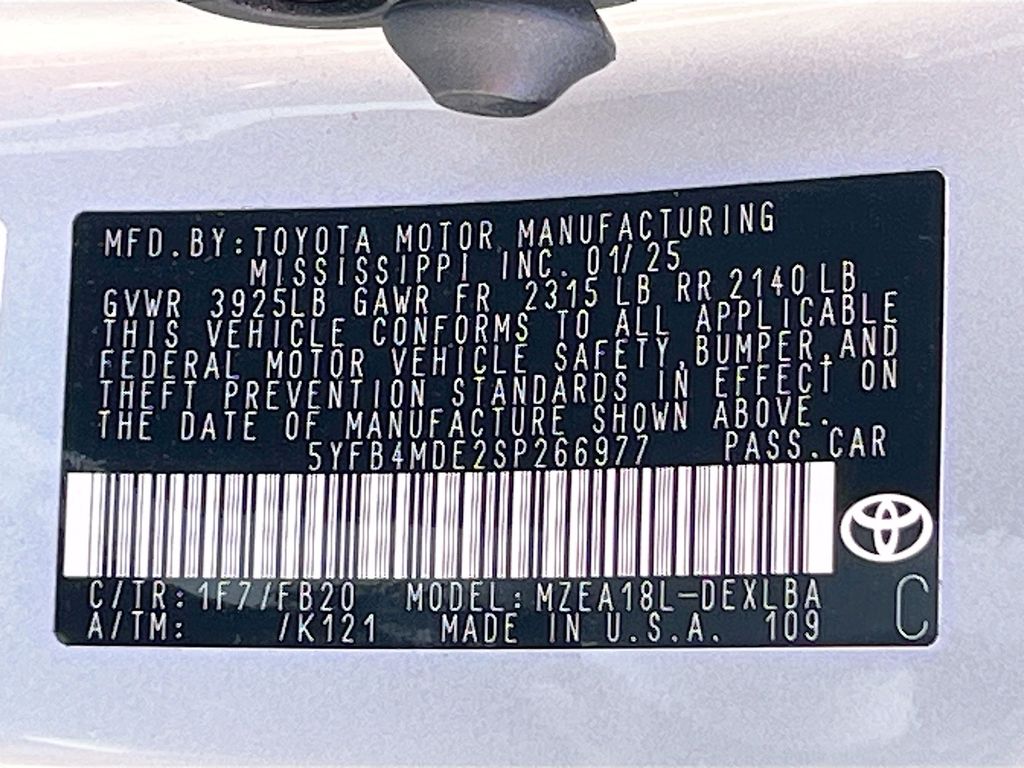 MFD.BY:TOYOTA MOTOR MANUFACTURING
MISSISSIPPI INC. 01/25
GVWR 3925LB GAWR FR 2315 LB RR 2140 LB
THIS VEHICLE CONFORMS TO ALL APPLICABLE
FEDERAL MOTOR VEHICLE SAFETY,BUMPER,AND
THEFT PREVENTION STANDARDS IN EFFECT ON
THE DATE OF MANUFACTURE SHOWN ABOVE.
5YFB4MDE2SP266977 PASS.CAR
C/TR: 1F7/FB20 MODEL: MZEA18L-DEXLBA
A/TM: /K121 MADE IN U.S.A. 109
C